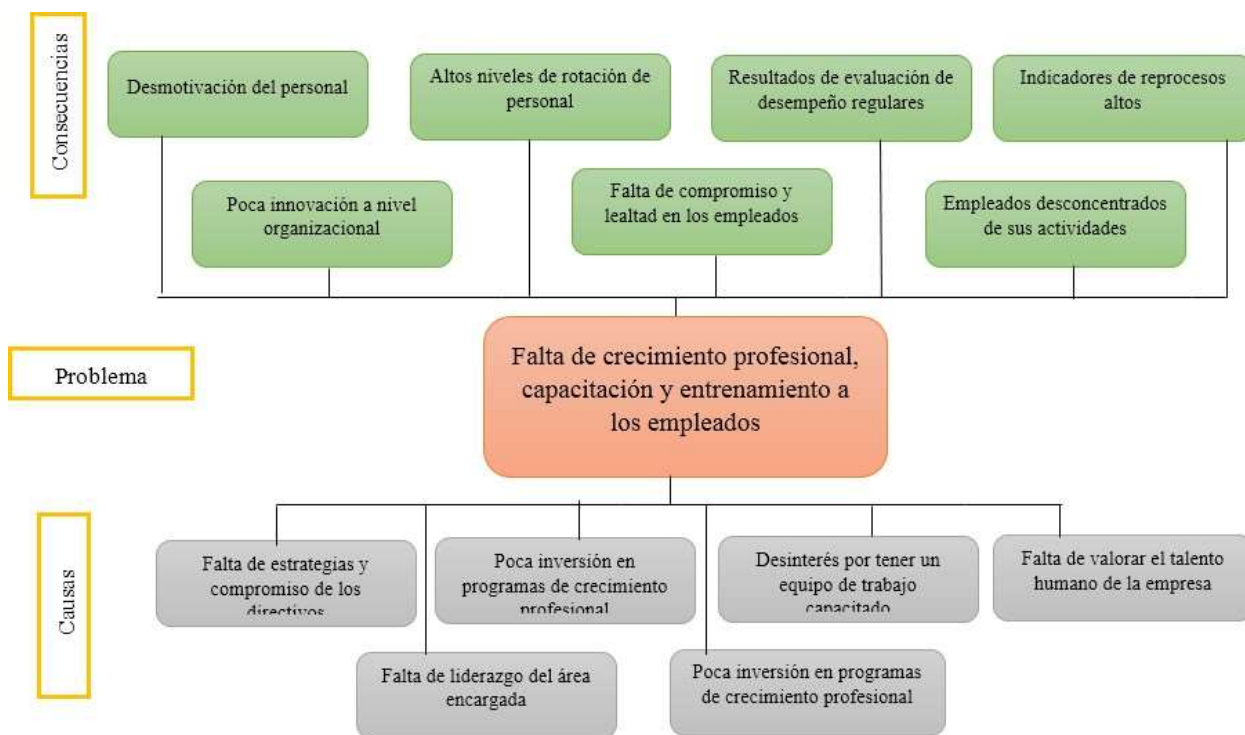 Consecuencias
Desmotivación del personal
Altos niveles de rotación de
personal
Resultados de evaluación de
desempeño regulares
Indicadores de reprocesos
altos
Poca innovación a nivel
organizacional
Falta de compromiso y
lealtad en los empleados
Empleados desconcentrados
de sus actividades
Problema
Falta de crecimiento profesional,
capacitación y entrenamiento a
los empleados
Causas
Falta de estrategias y
compromiso de los
directivos
Poca inversión en
programas de crecimiento
profesional
Desinterés por tener un
equipo de trabajo
capacitado
Falta de valorar el talento
humano de la empresa
Falta de liderazgo del área
encargada
Poca inversión en programas
de crecimiento profesional